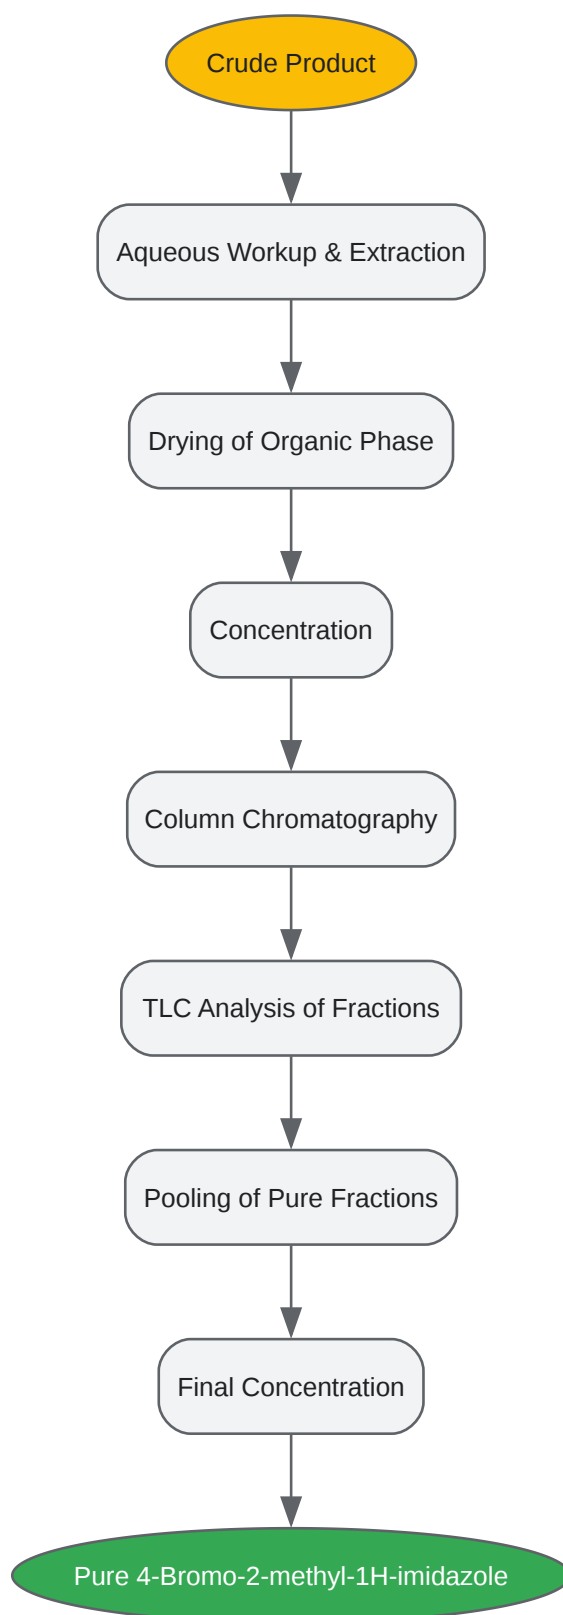 Crude Product
Aqueous Workup & Extraction
Drying of Organic Phase
Concentration
Column Chromatography
TLC Analysis of Fractions
Pooling of Pure Fractions
Final Concentration
Pure 4-Bromo-2-methyl-1H-imidazole